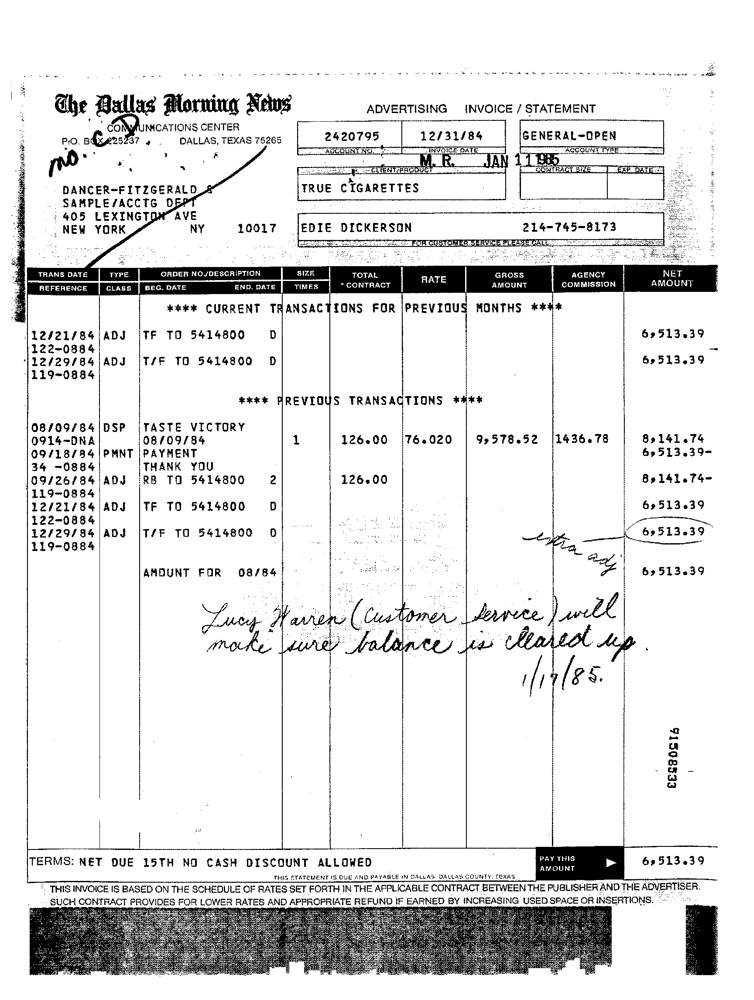 The Dallas Morning News
COMMUNICATIONS CENTER
P.O. BOX 225237 DALLAS, TEXAS 75265
ADVERTISING INVOICE / STATEMENT
2420795 12/31/84 GENERAL-OPEN
ACCOUNT NO. INVOICE DATE ACCOUNT TYPE
M. R. JAN 11 1985
CLIENT/PRODUCT CONTRACT SIZE EXP. DATE
TRUE CIGARETTES
no.
DANCER-FITZGERALD &
SAMPLE/ACCTG DEPT
405 LEXINGTON AVE
NEW YORK NY 10017
EDIE DICKERSON 214-745-8173
FOR CUSTOMER SERVICE PLEASE CALL
TRANS DATE TYPE ORDER NO./DESCRIPTION SIZE TOTAL RATE GROSS AGENCY NET
REFERENCE CLASS BEG. DATE END. DATE TIMES * CONTRACT AMOUNT COMMISSION AMOUNT
**** CURRENT TRANSACTIONS FOR PREVIOUS MONTHS ****
12/21/84 ADJ TF TO 5414800 D 6,513.39
122-0884
12/29/84 ADJ T/F TO 5414800 D 6,513.39
119-0884
**** PREVIOUS TRANSACTIONS ****
08/09/84 DSP TASTE VICTORY
0914-DNA 08/09/84 1 126.00 76.020 9,578.52 1436.78 8,141.74
09/18/84 PMNT PAYMENT 6,513.39-
34 -0884 THANK YOU
09/26/84 ADJ RB TO 5414800 2 126.00 8,141.74-
119-0884
12/21/84 ADJ TF TO 5414800 D 6,513.39
122-0884
12/29/84 ADJ T/F TO 5414800 D 6,513.39
119-0884
extra adj
AMOUNT FOR 08/84 6,513.39
Lucy Warren (Customer Service) will
make sure balance is cleared up.
1/17/85.
91508533
TERMS: NET DUE 15TH NO CASH DISCOUNT ALLOWED PAY THIS AMOUNT 6,513.39
THIS STATEMENT IS DUE AND PAYABLE IN DALLAS, DALLAS COUNTY, TEXAS
THIS INVOICE IS BASED ON THE SCHEDULE OF RATES SET FORTH IN THE APPLICABLE CONTRACT BETWEEN THE PUBLISHER AND THE ADVERTISER.
SUCH CONTRACT PROVIDES FOR LOWER RATES AND APPROPRIATE REFUND IF EARNED BY INCREASING USED SPACE OR INSERTIONS.